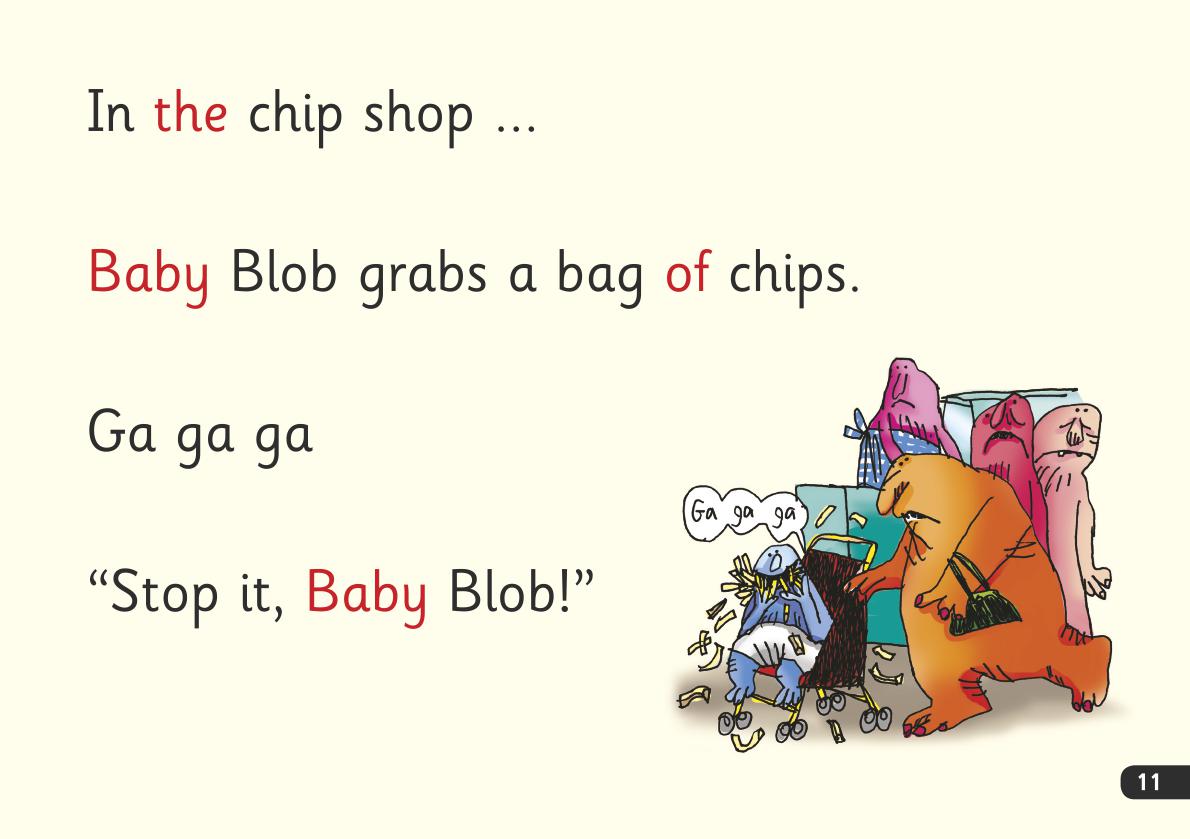 In the chip shop ...
Baby Blob grabs a bag of chips.
Ga ga ga
“Stop it, Baby Blob!”
Ga ga ga
11